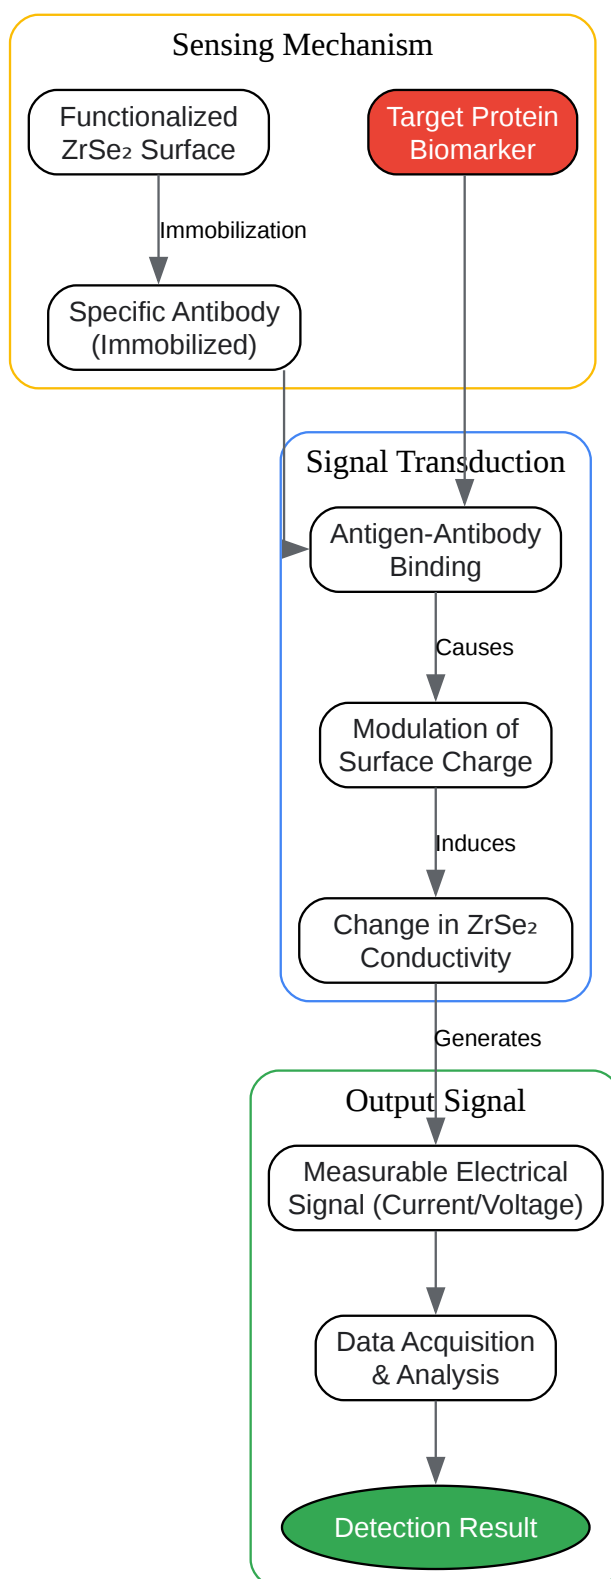 Sensing Mechanism
Functionalized
ZrSe₂ Surface
Target Protein
Biomarker
Immobilization
Specific Antibody
(Immobilized)
Signal Transduction
Antigen-Antibody
Binding
Causes
Modulation of
Surface Charge
Induces
Change in ZrSe₂
Conductivity
Generates
Output Signal
Measurable Electrical
Signal (Current/Voltage)
Data Acquisition
& Analysis
Detection Result